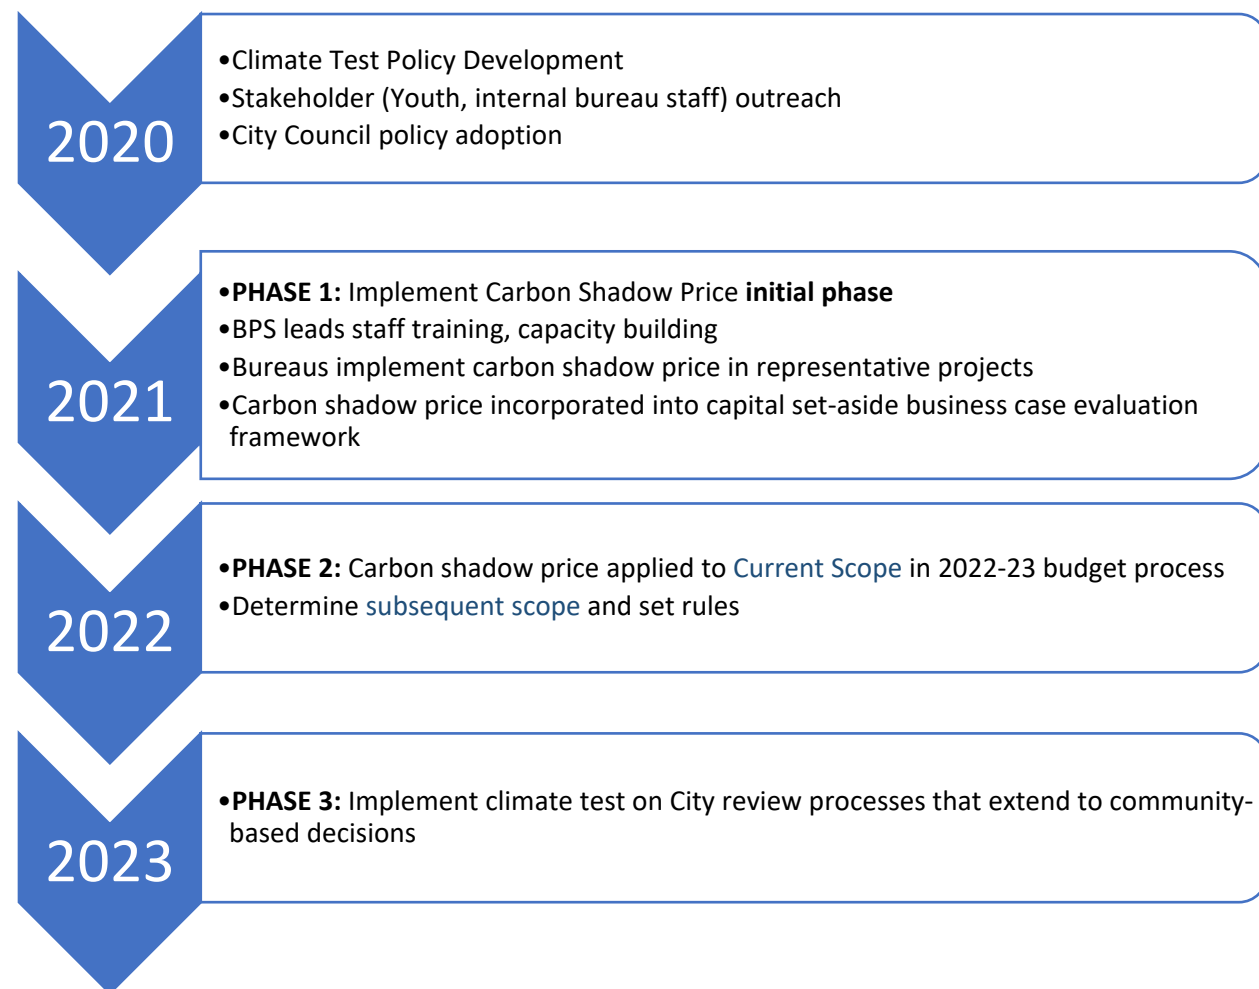 2020
•Climate Test Policy Development
•Stakeholder (Youth, internal bureau staff) outreach
•City Council policy adoption
2021
•PHASE 1: Implement Carbon Shadow Price initial phase
•BPS leads staff training, capacity building
•Bureaus implement carbon shadow price in representative projects
•Carbon shadow price incorporated into capital set-aside business case evaluation
framework
2022
•PHASE 2: Carbon shadow price applied to Current Scope in 2022-23 budget process
•Determine subsequent scope and set rules
2023
•PHASE 3: Implement climate test on City review processes that extend to community-
based decisions